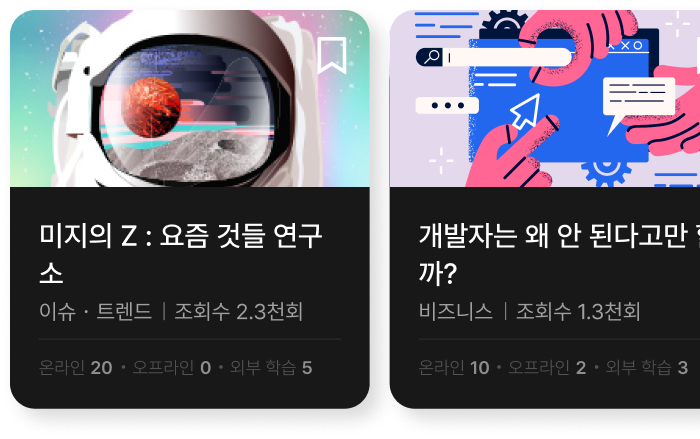 미지의 Z : 요즘 것들 연구
소
이슈 · 트렌드 | 조회수 2.3천회
온라인 20 • 오프라인 0 • 외부 학습 5
개발자는 왜 안 된다고만
까?
비즈니스 | 조회수 1.3천회
온라인 10 • 오프라인 2 • 외부 학습 3